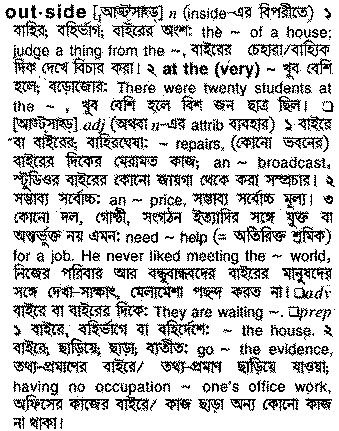 out·side [আউট্‌সাইড্‌] n (inside-এর বিপরীতে) ১
বাহির, বহির্ভাগ, বাইরের অংশ: the ~ of a house;
judge a thing from the ~, বাইরের চেহারা/বাহ্যিক
দিক দেখে বিচার করা। ২ at the (very) ~ খুব বেশি
হলে; বড়োজোর: There were twenty students at
the ~ , খুব বেশি হলে বিশ জন ছাত্র ছিল। □
[আউট্‌সাইড্‌] adj (অথবা n-এর attrib ব্যবহার) ১ বাইরে
বা বাইরের; বাহিরঘেষা: ~ repairs, (কোনো ভবনের)
বাইরের দিকের মেরামত কাজ; an ~ broadcast,
স্টুডিওর বাইরের কোনো জায়গা থেকে করা সম্প্রচার। ২
সম্ভাব্য সর্বোচ্চ: an ~ price, সম্ভাব্য সর্বোচ্চ মূল্য। ৩
কোনো দল, গোষ্ঠী, সংগঠন ইত্যাদির সঙ্গে যুক্ত বা
অন্তর্ভুক্ত নয় এমন: need ~ help (= অতিরিক্ত শ্রমিক)
for a job. He never liked meeting the ~ world,
নিজের পরিবার আর বন্ধুবান্ধবদের বাইরের মানুষদের
সঙ্গে দেখা-সাক্ষাৎ, মেলামেশা পছন্দ করত না। □adv
বাইরে বা বাইরের দিকে: They are waiting ~. □prep
১ বাইরে, বহির্ভাগে বা বহির্দেশে: ~ the house. ২
বাইরে; ছাড়িয়ে; ছাড়া; ব্যতীত: go ~ the evidence,
তথ্য-প্রমাণের বাইরে/ তথ্য-প্রমাণ ছাড়িয়ে যাওয়া;
having no occupation ~ one's office work,
অফিসের কাজের বাইরে/ কাজ ছাড়া অন্য কোনো কাজ
না থাকা।